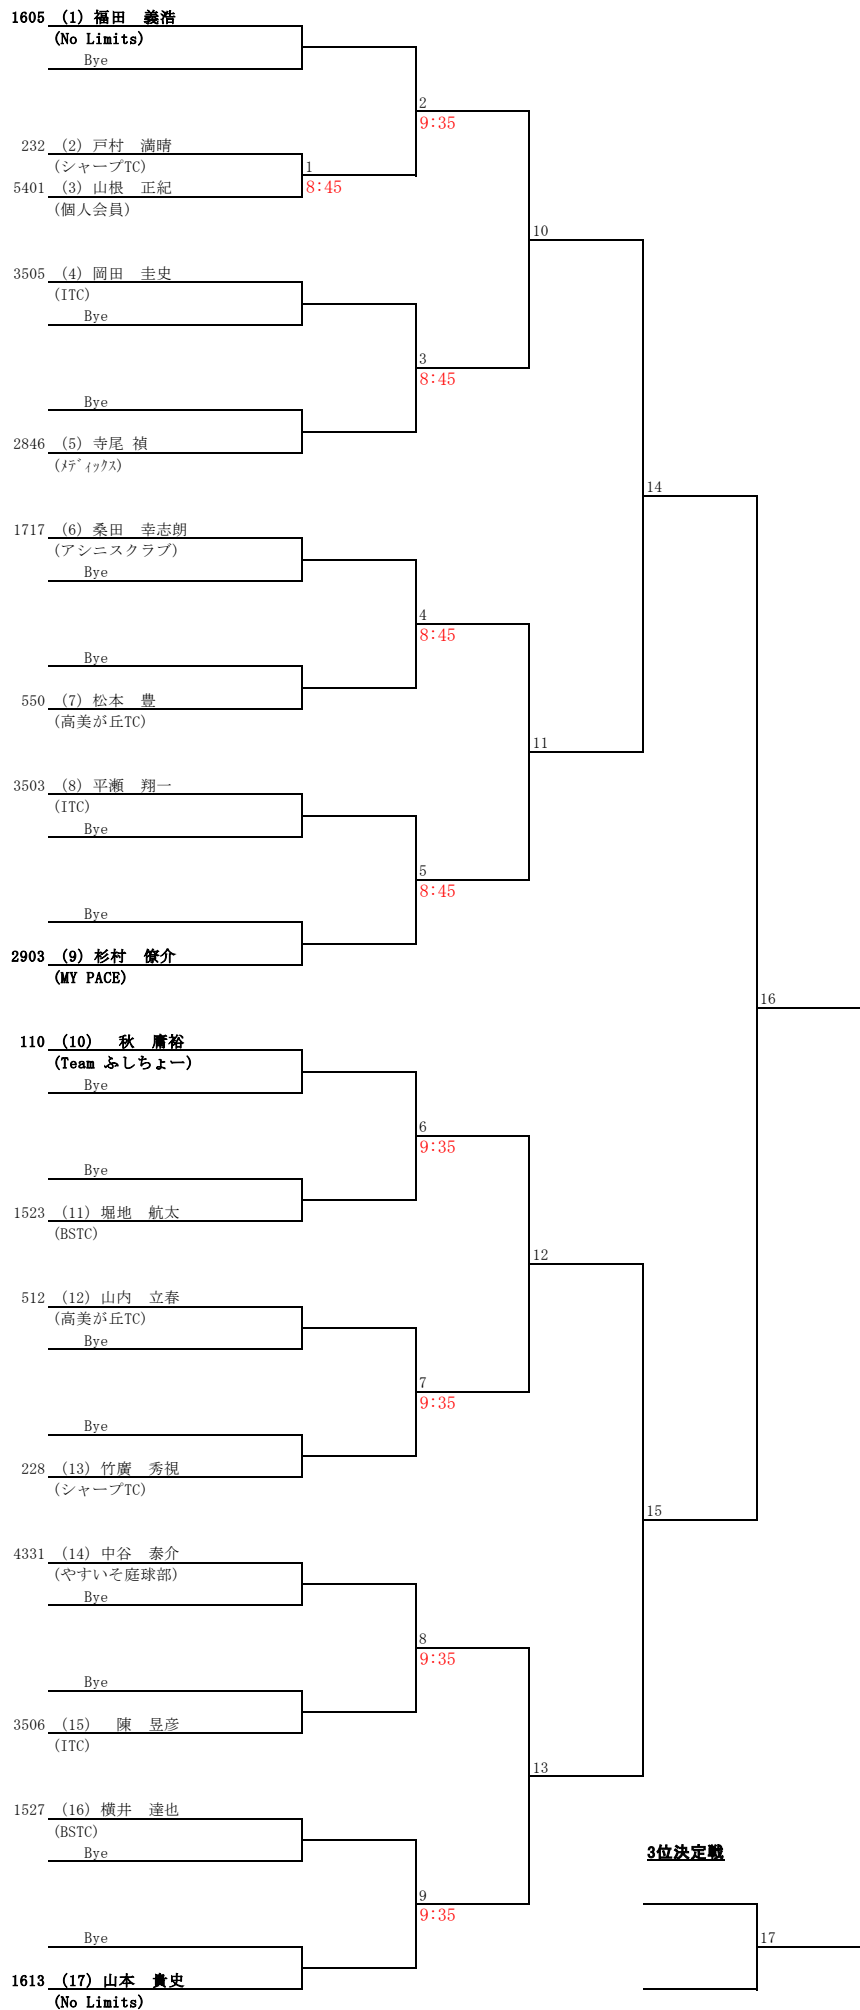 1605 (1) 福田 義浩
(No Limits)
Bye
2
9:35
232 (2) 戸村 満晴
(シャープTC)
1
5401 (3) 山根 正紀
8:45
(個人会員)
10
3505 (4) 岡田 圭史
(ITC)
Bye
3
8:45
Bye
2846 (5) 寺尾 禎
(ﾒﾃﾞｨｯｸｽ)
14
1717 (6) 桑田 幸志朗
(アシニスクラブ)
Bye
4
8:45
Bye
550 (7) 松本 豊
(高美が丘TC)
11
3503 (8) 平瀬 翔一
(ITC)
Bye
5
8:45
Bye
2903 (9) 杉村 僚介
(MY PACE)
16
110 (10) 秋 庸裕
(Team ふしちょー)
Bye
6
9:35
Bye
1523 (11) 堀地 航太
(BSTC)
12
512 (12) 山内 立春
(高美が丘TC)
Bye
7
9:35
Bye
228 (13) 竹廣 秀視
(シャープTC)
15
4331 (14) 中谷 泰介
(やすいそ庭球部)
Bye
8
9:35
Bye
3506 (15) 陳 昱彦
(ITC)
13
1527 (16) 横井 達也
(BSTC)
Bye
3位決定戦
9
9:35
Bye
17
1613 (17) 山本 貴史
(No Limits)